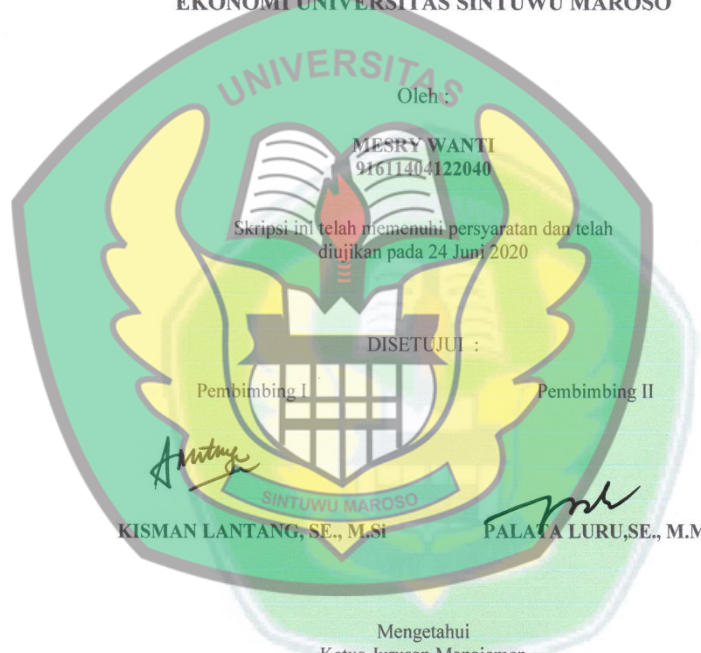 EKONOMI UNIVERSITAS SINTUWU MAROSO
UNIVERSITAS
Oleh :
MESRY WANTI
91611404122040
Skripsi ini telah memenuhi persyaratan dan telah
diujikan pada 24 Juni 2020
DISETUJUI :
Pembimbing I Pembimbing II
SINTUWU MAROSO
KISMAN LANTANG, SE., M.Si PALATA LURU,SE., M.M
Mengetahui
Ketua Jurusan Manajemen